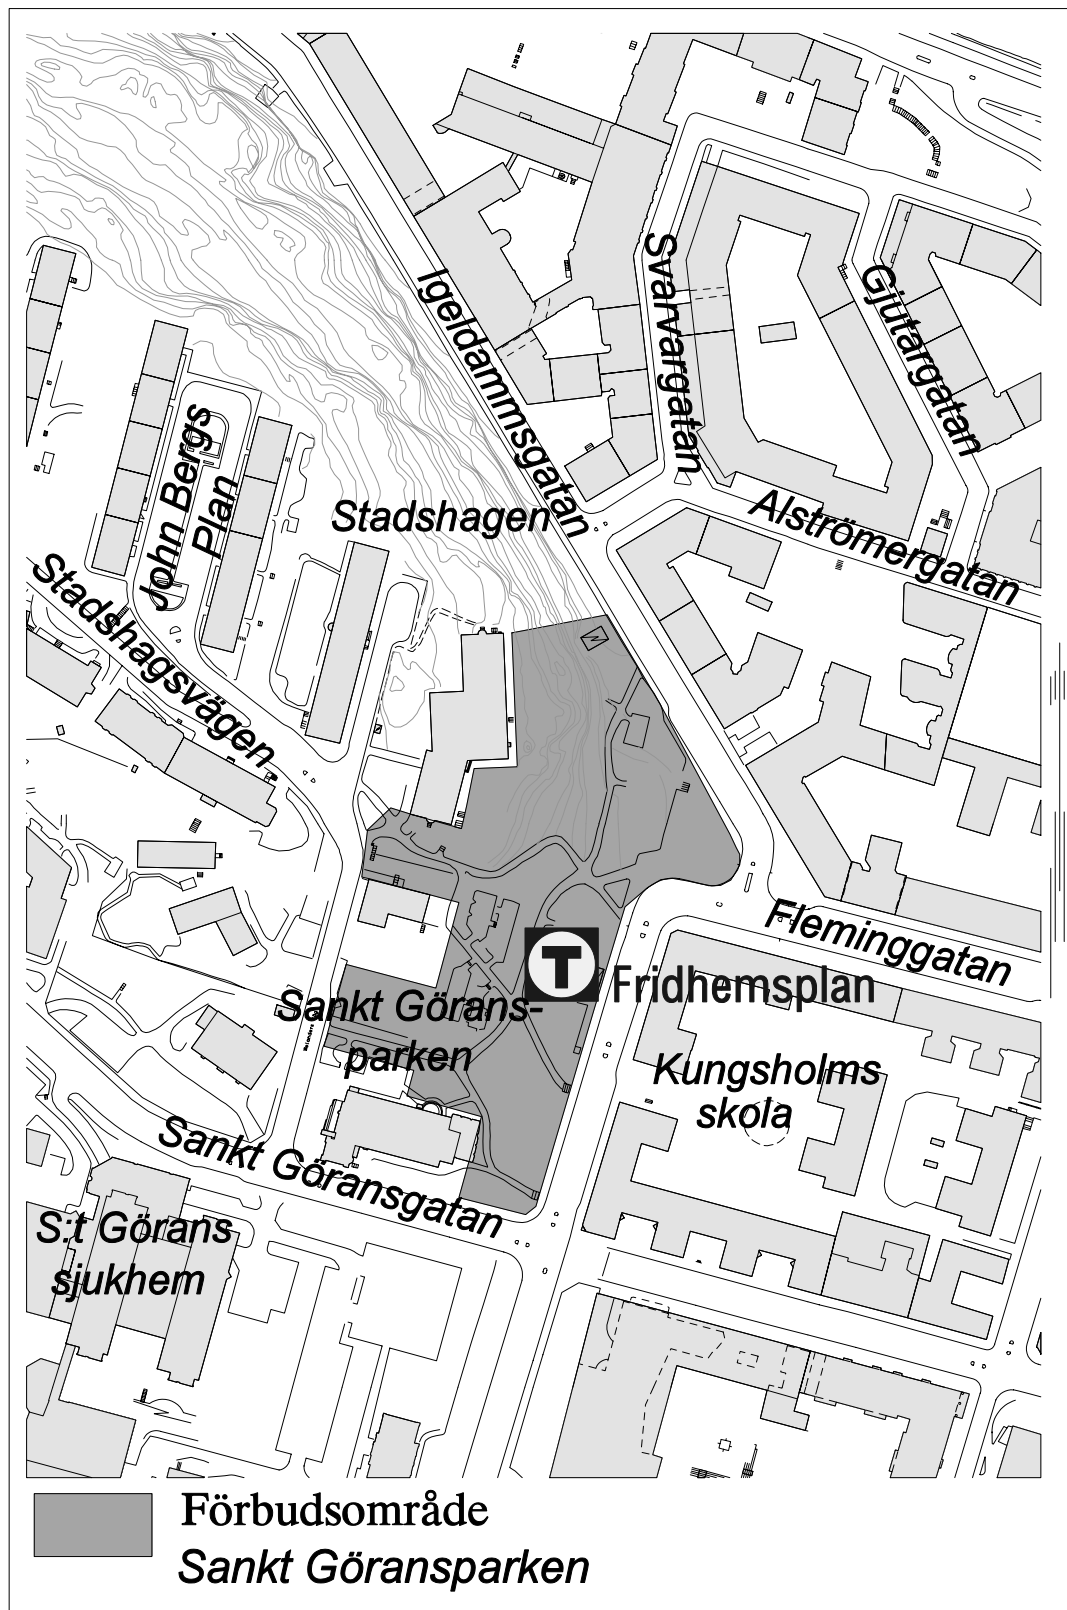 Svarvargatan
Gjutargatan
Igeldammsgatan
John Bergs
Plan
Stadshagen
Alströmergatan
Stadshagsvägen
Fleminggatan
T Fridhemsplan
Sankt Görans-
parken
Kungsholms
skola
Sankt Göransgatan
S:t Görans
sjukhem
Förbudsområde
Sankt Göransparken